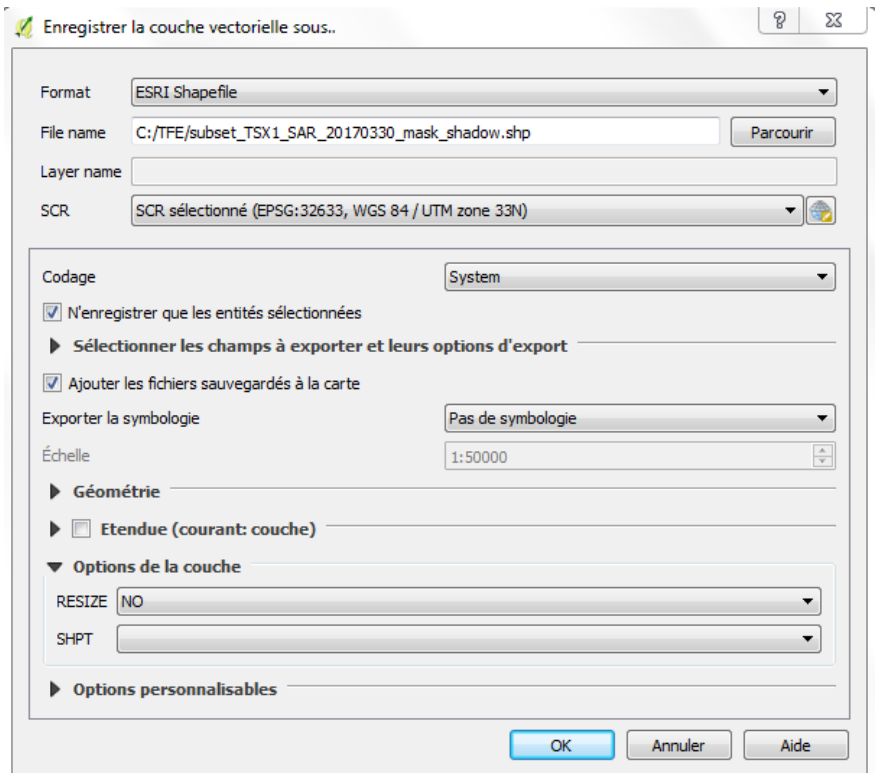 Enregistrer la couche vectorielle sous..
Format ESRI Shapefile
File name C:/TFE/subset_TSX1_SAR_20170330_mask_shadow.shp Parcourir
Layer name
SCR SCR sélectionné (EPSG:32633, WGS 84 / UTM zone 33N)
Codage System
N'enregistrer que les entités sélectionnées
Sélectionner les champs à exporter et leurs options d'export
Ajouter les fichiers sauvegardés à la carte
Exporter la symbologie Pas de symbologie
Échelle 1:50000
Géométrie
Etendue (courant: couche)
Options de la couche
RESIZE NO
SHPT
Options personnalisables
OK Annuler Aide